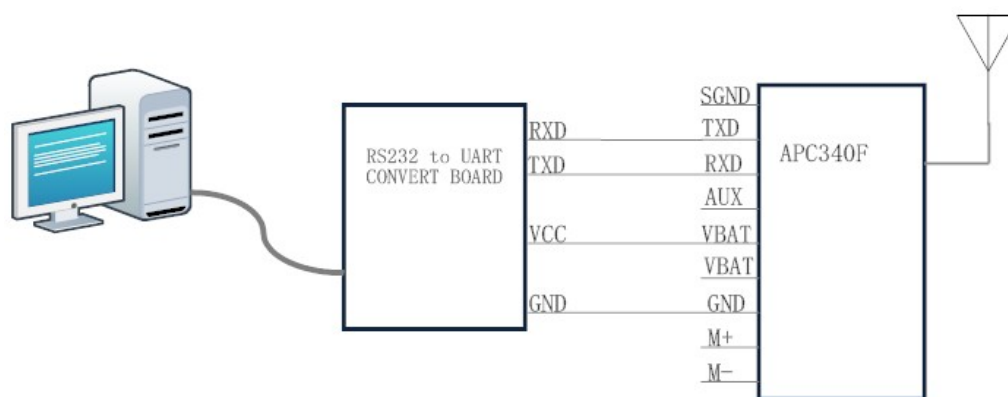 RS232 to UART
CONVERT BOARD
RXD
TXD
VCC
GND
SGND
TXD
RXD
AUX
VBAT
VBAT
GND
M+
M-
APC340F